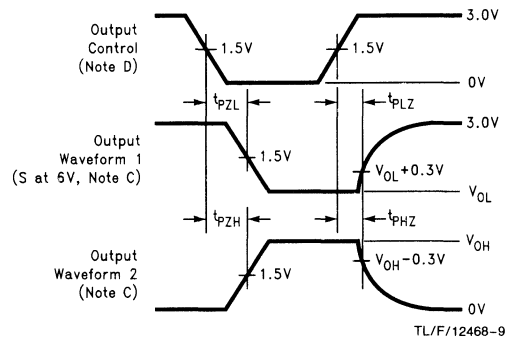 Output
Control
(Note D)
1.5V
1.5V
3.0V
0V
tPZL
tPLZ
Output
Waveform 1
(S at 6V, Note C)
1.5V
3.0V
VOL+0.3V
VOL
tPZH
tPHZ
Output
Waveform 2
(Note C)
1.5V
VOH
VOH−0.3V
0V
TL/F/12468-9